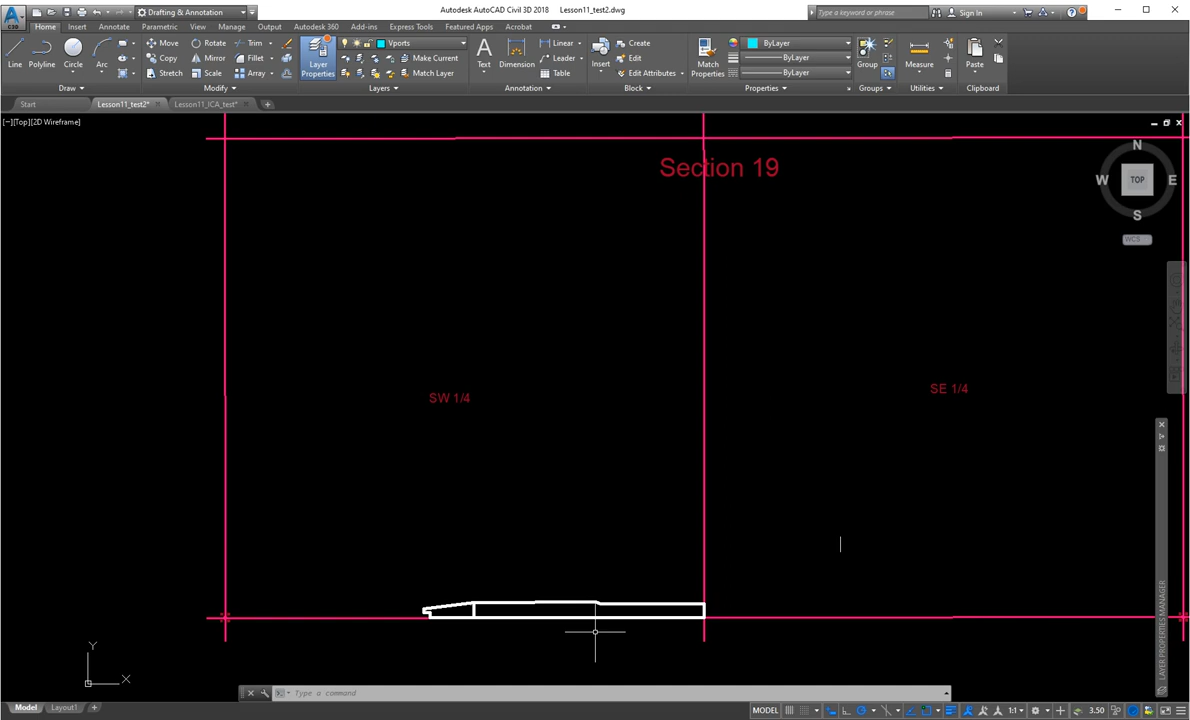 Autodesk AutoCAD Civil 3D 2018 Lesson11_test2.dwg
Drafting & Annotation
Type a keyword or phrase
Sign In
C3D
Home Insert Annotate Parametric View Manage Output Autodesk 360 Add-ins Express Tools Acrobat
Line Polyline Circle Arc
Move Rotate Trim
Copy Mirror Fillet
Stretch Scale Array
Layer Properties
Vports
Make Current
Match Layer
Text Dimension
Linear
Leader
Table
Insert
Create
Edit
Edit Attributes
Match Properties
ByLayer
ByLayer
ByLayer
Group
Measure
Paste
Draw Modify Layers Annotation Block Properties Groups Utilities Clipboard
Start Lesson11_test2* Lesson11_ICA_test*
[−][Top][2D Wireframe]
N
W TOP E
S
WCS
Section 19
SW 1/4
SE 1/4
LAYER PROPERTIES MANAGER
Y
X
Type a command
Model Layout1
MODEL 1:1 3.50